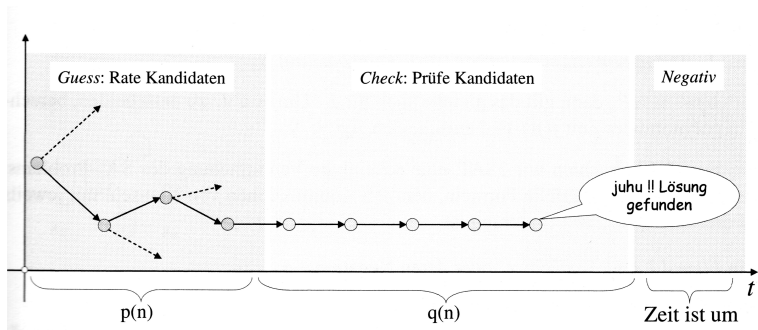 Guess: Rate Kandidaten
Check: Prüfe Kandidaten
Negativ
juhu !! Lösung
gefunden
t
p(n)
q(n)
Zeit ist um